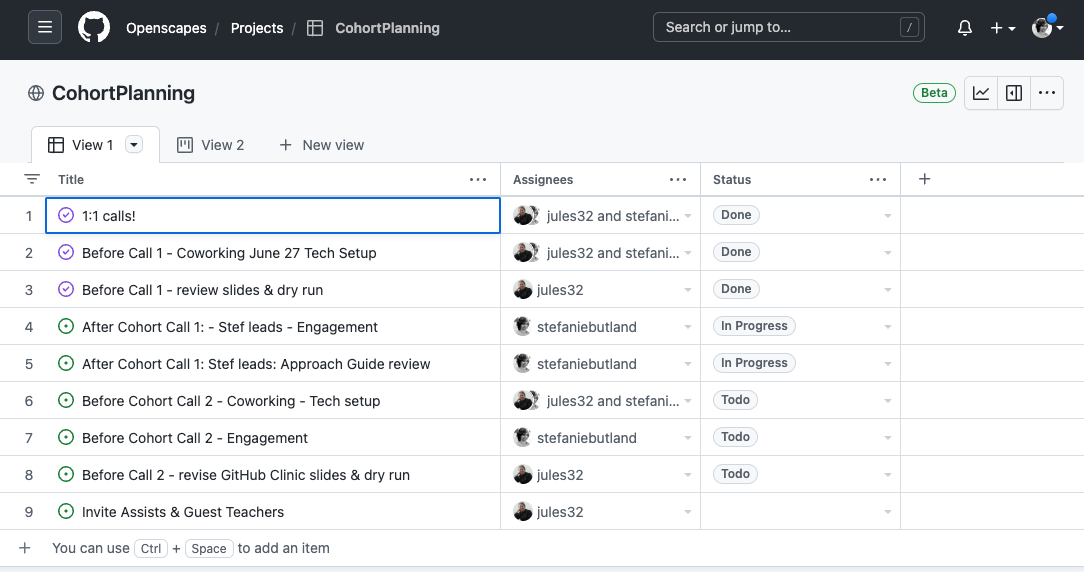 Openscapes / Projects / CohortPlanning Search or jump to... /
CohortPlanning Beta
View 1 View 2 + New view
Title ... Assignees ... Status ... +
1 1:1 calls! jules32 and stefani... Done
2 Before Call 1 - Coworking June 27 Tech Setup jules32 and stefani... Done
3 Before Call 1 - review slides & dry run jules32 Done
4 After Cohort Call 1: - Stef leads - Engagement stefaniebutland In Progress
5 After Cohort Call 1: Stef leads: Approach Guide review stefaniebutland In Progress
6 Before Cohort Call 2 - Coworking - Tech setup jules32 and stefani... Todo
7 Before Cohort Call 2 - Engagement stefaniebutland Todo
8 Before Call 2 - revise GitHub Clinic slides & dry run jules32 Todo
9 Invite Assists & Guest Teachers jules32
+ You can use Ctrl + Space to add an item